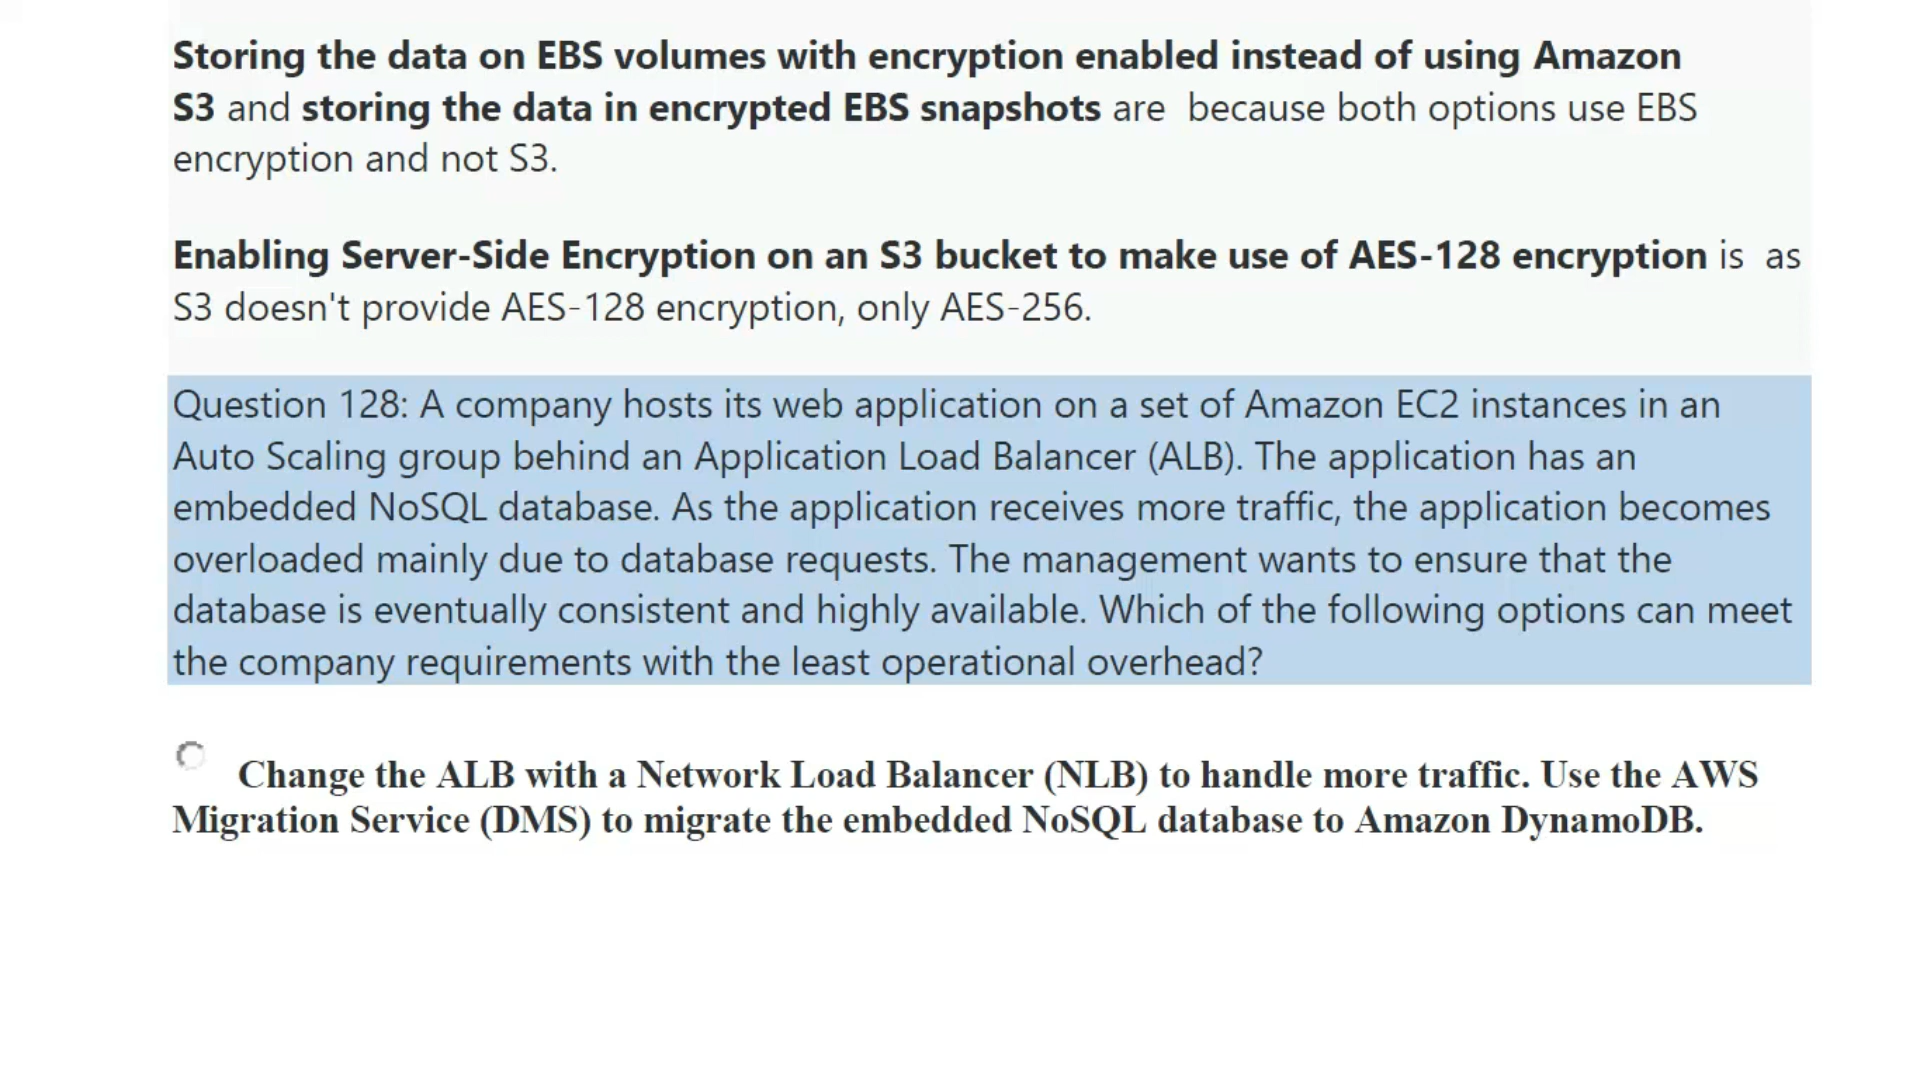 Storing the data on EBS volumes with encryption enabled instead of using Amazon
S3 and storing the data in encrypted EBS snapshots are  because both options use EBS
encryption and not S3.
Enabling Server-Side Encryption on an S3 bucket to make use of AES-128 encryption is  as
S3 doesn't provide AES-128 encryption, only AES-256.
Question 128: A company hosts its web application on a set of Amazon EC2 instances in an
Auto Scaling group behind an Application Load Balancer (ALB). The application has an
embedded NoSQL database. As the application receives more traffic, the application becomes
overloaded mainly due to database requests. The management wants to ensure that the
database is eventually consistent and highly available. Which of the following options can meet
the company requirements with the least operational overhead?
Change the ALB with a Network Load Balancer (NLB) to handle more traffic. Use the AWS
Migration Service (DMS) to migrate the embedded NoSQL database to Amazon DynamoDB.